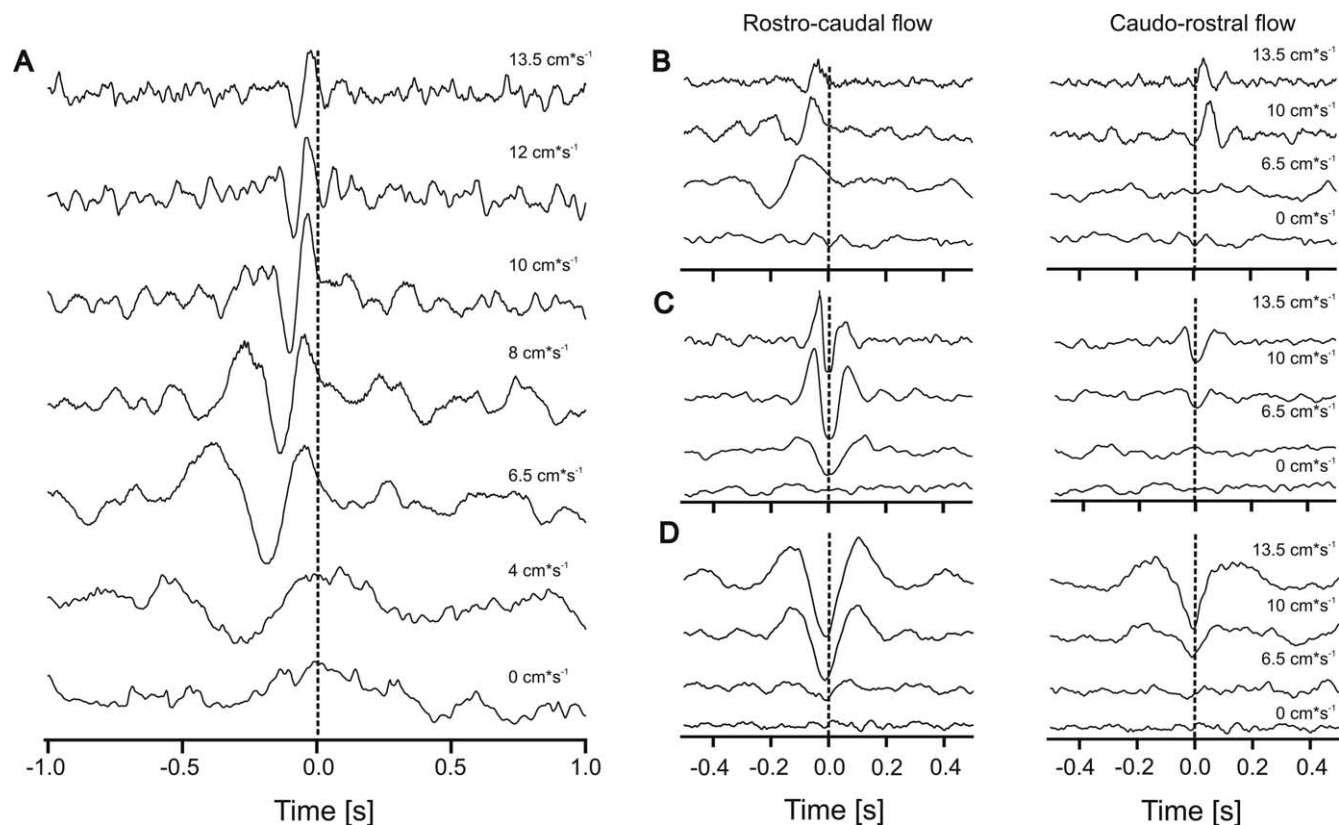 Rostro-caudal flow
Caudo-rostral flow
A
13.5 cm*s-1
12 cm*s-1
10 cm*s-1
8 cm*s-1
6.5 cm*s-1
4 cm*s-1
0 cm*s-1
-1.0 -0.5 0.0 0.5 1.0
Time [s]
B
13.5 cm*s-1
10 cm*s-1
6.5 cm*s-1
0 cm*s-1
C
13.5 cm*s-1
10 cm*s-1
6.5 cm*s-1
0 cm*s-1
D
13.5 cm*s-1
10 cm*s-1
6.5 cm*s-1
0 cm*s-1
-0.4 -0.2 0.0 0.2 0.4
Time [s]
-0.4 -0.2 0.0 0.2 0.4
Time [s]